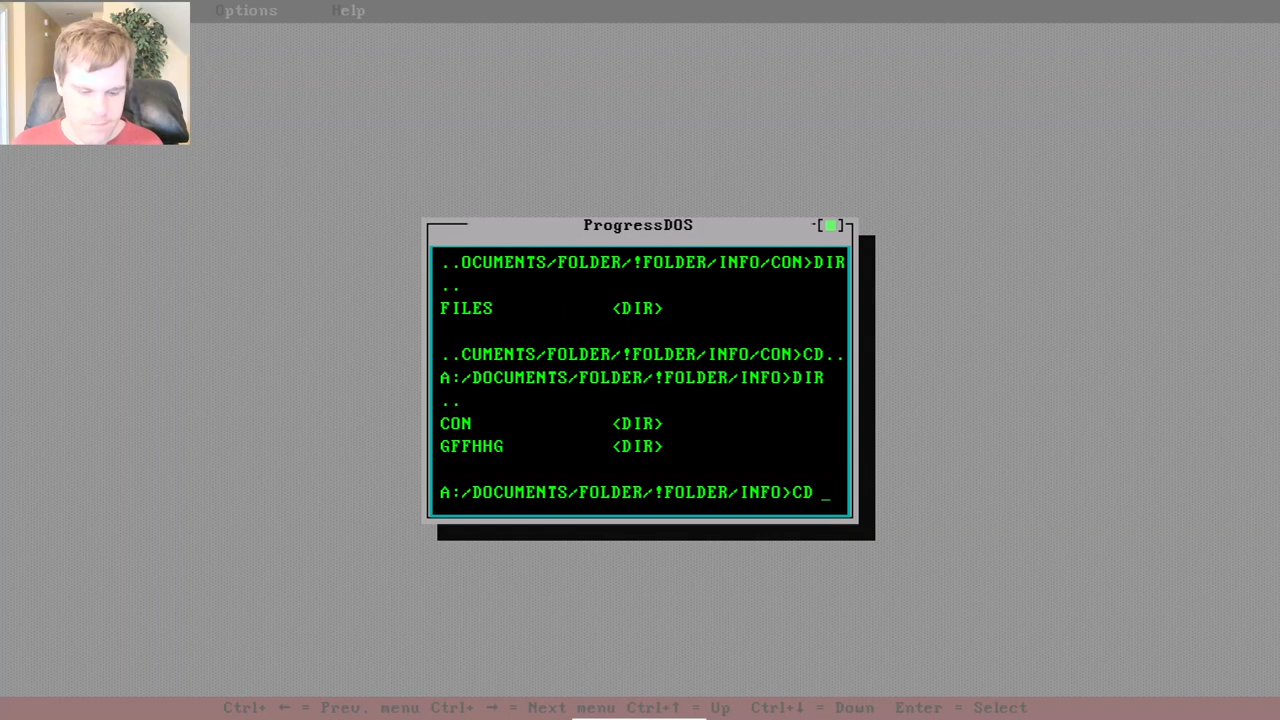 Options Help
ProgressDOS
..OCUMENTS/FOLDER/!FOLDER/INFO/CON>DIR
..
FILES <DIR>
..CUMENTS/FOLDER/!FOLDER/INFO/CON>CD..
A:/DOCUMENTS/FOLDER/!FOLDER/INFO>DIR
..
CON <DIR>
GFFHHG <DIR>
A:/DOCUMENTS/FOLDER/!FOLDER/INFO>CD _
Ctrl+ ← = Prev. menu Ctrl+ → = Next menu Ctrl+↑ = Up Ctrl+↓ = Down Enter = Select